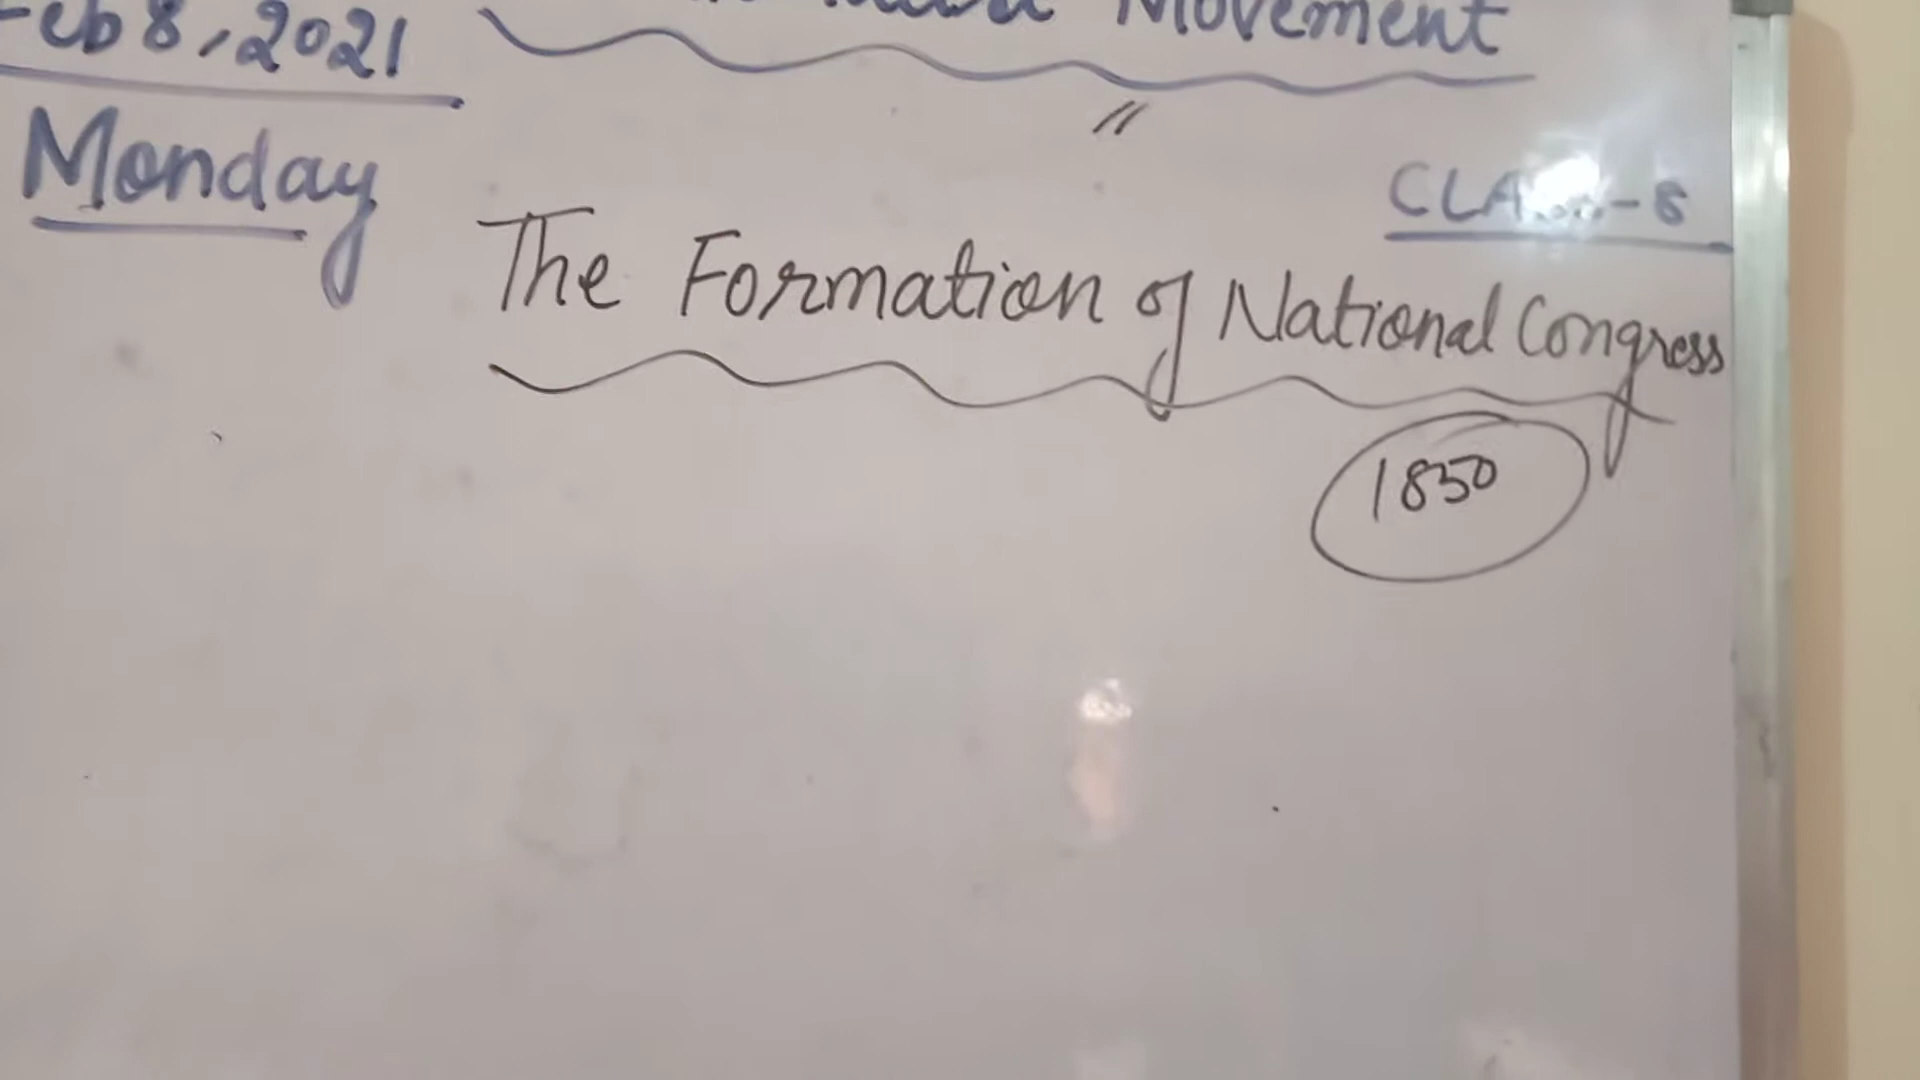 Feb 8, 2021
Movement
Monday
CLASS-8
The Formation of National Congress
1850